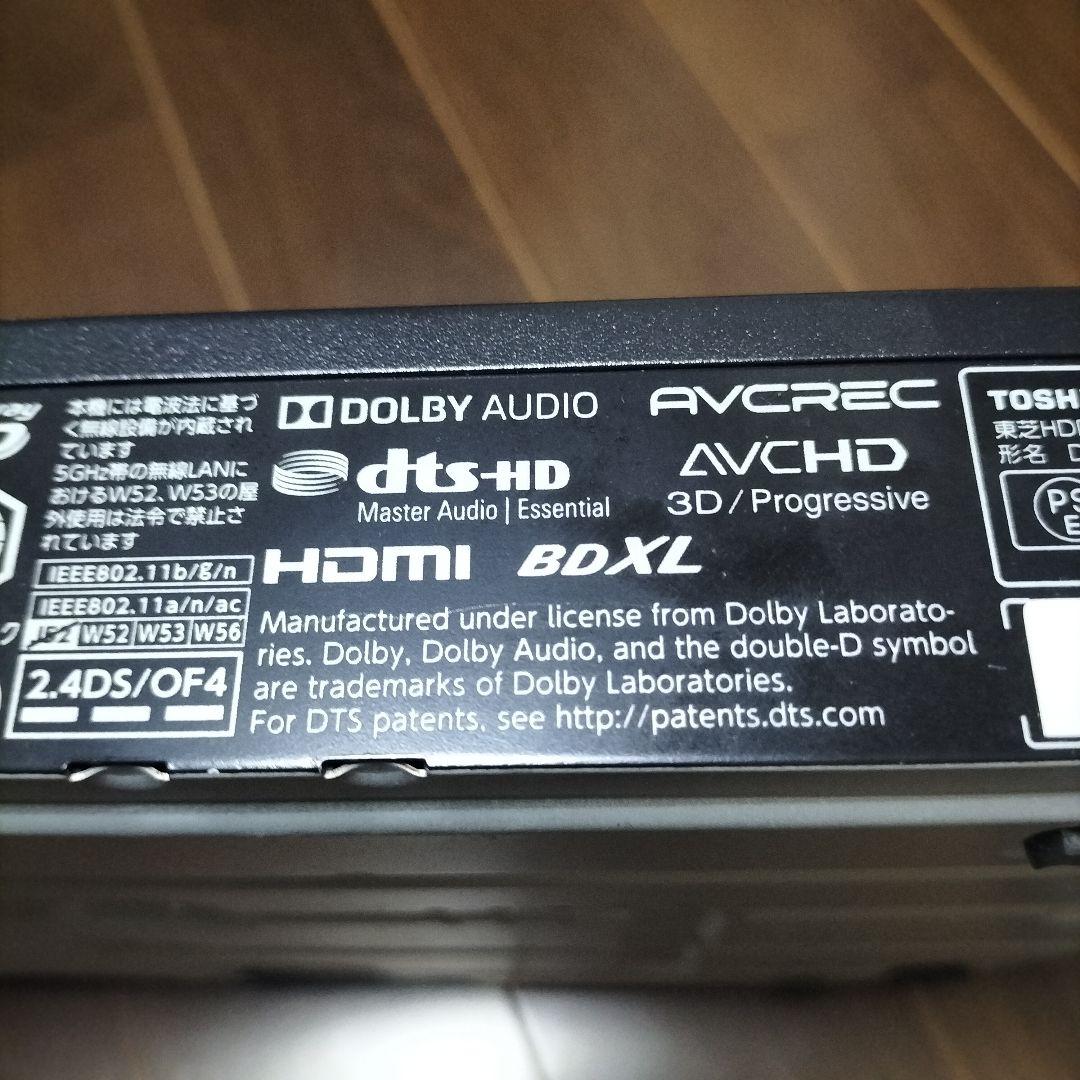 本機には電波法に基づ
く無線設備が内蔵され
ています
5GHz帯の無線LANに
おけるW52、W53の屋
外使用は法令で禁止さ
れています
IEEE802.11b/g/n
IEEE802.11a/n/ac
J52 W52 W53 W56
2.4DS/OF4
DOLBY AUDIO
dts-HD
Master Audio | Essential
AVCREC
AVCHD
3D/Progressive
HDMI
BDXL
Manufactured under license from Dolby Laborato-
ries. Dolby, Dolby Audio, and the double-D symbol
are trademarks of Dolby Laboratories.
For DTS patents, see http://patents.dts.com
TOSH
東芝HD
形名 D
PS
E